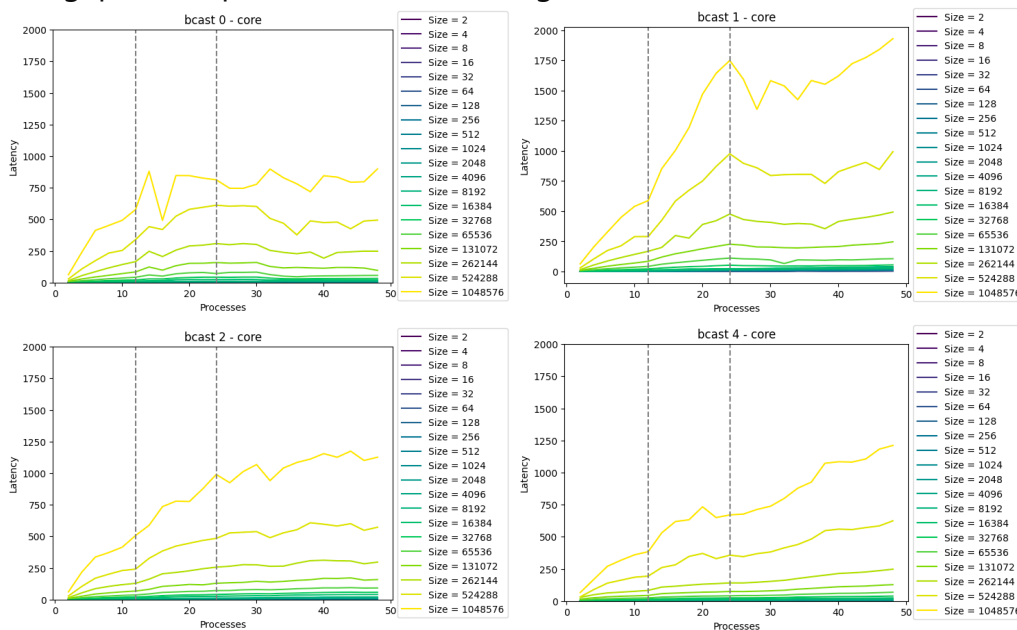 bcast 0 - core
2000
1750
1500
1250
1000
750
500
250
0
Latency
0 10 20 30 40 50
Processes
Size = 2
Size = 4
Size = 8
Size = 16
Size = 32
Size = 64
Size = 128
Size = 256
Size = 512
Size = 1024
Size = 2048
Size = 4096
Size = 8192
Size = 16384
Size = 32768
Size = 65536
Size = 131072
Size = 262144
Size = 524288
Size = 1048576
bcast 1 - core
2000
1750
1500
1250
1000
750
500
250
0
Latency
0 10 20 30 40 50
Processes
Size = 2
Size = 4
Size = 8
Size = 16
Size = 32
Size = 64
Size = 128
Size = 256
Size = 512
Size = 1024
Size = 2048
Size = 4096
Size = 8192
Size = 16384
Size = 32768
Size = 65536
Size = 131072
Size = 262144
Size = 524288
Size = 1048576
bcast 2 - core
2000
1750
1500
1250
1000
750
500
250
0
Latency
0 10 20 30 40 50
Processes
Size = 2
Size = 4
Size = 8
Size = 16
Size = 32
Size = 64
Size = 128
Size = 256
Size = 512
Size = 1024
Size = 2048
Size = 4096
Size = 8192
Size = 16384
Size = 32768
Size = 65536
Size = 131072
Size = 262144
Size = 524288
Size = 1048576
bcast 4 - core
2000
1750
1500
1250
1000
750
500
250
0
Latency
0 10 20 30 40 50
Processes
Size = 2
Size = 4
Size = 8
Size = 16
Size = 32
Size = 64
Size = 128
Size = 256
Size = 512
Size = 1024
Size = 2048
Size = 4096
Size = 8192
Size = 16384
Size = 32768
Size = 65536
Size = 131072
Size = 262144
Size = 524288
Size = 1048576